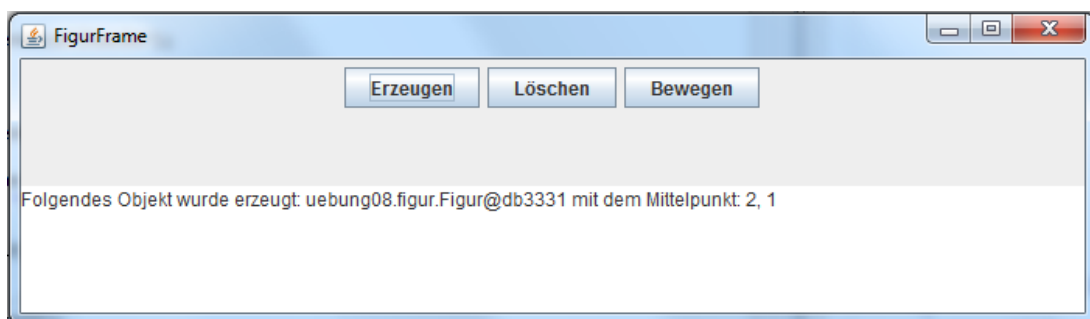 FigurFrame
Erzeugen Löschen Bewegen
Folgendes Objekt wurde erzeugt: uebung08.figur.Figur@db3331 mit dem Mittelpunkt: 2, 1